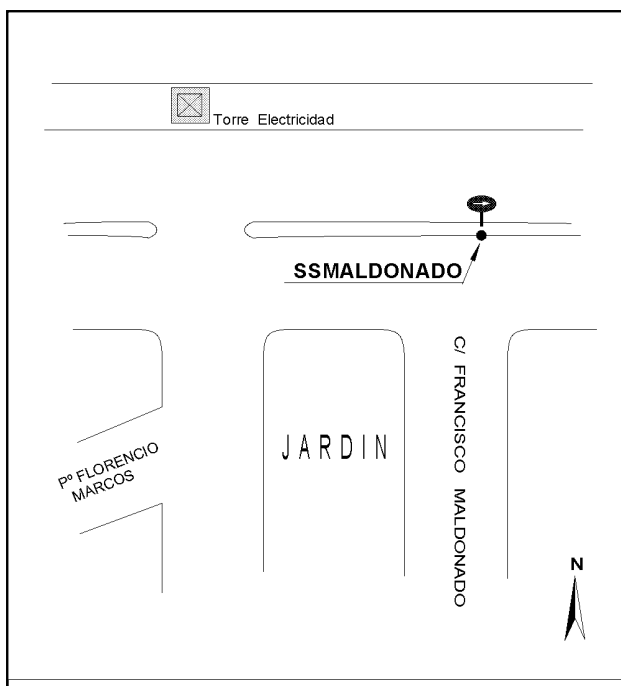 Torre Electricidad
SSMALDONADO
C/ FRANCISCO MALDONADO
JARDIN
Pº FLORENCIO
MARCOS
N